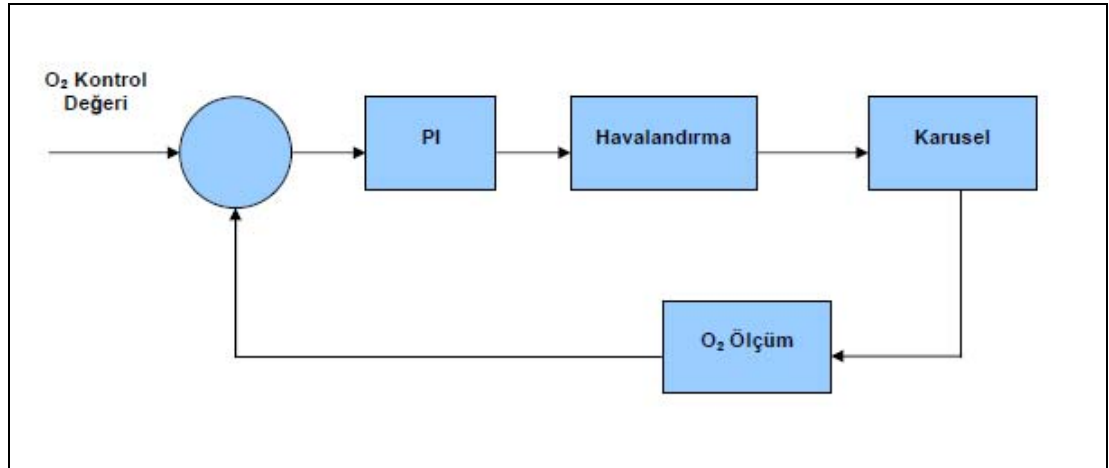 O₂ Kontrol
Değeri
PI
Havalandırma
Karusel
O₂ Ölçüm